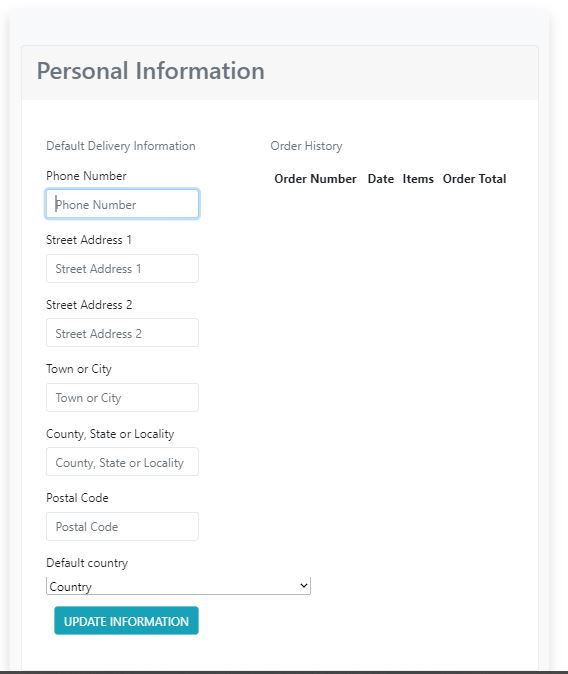 Personal Information
Default Delivery Information
Phone Number
Phone Number
Street Address 1
Street Address 1
Street Address 2
Street Address 2
Town or City
Town or City
County, State or Locality
County, State or Locality
Postal Code
Postal Code
Default country
Country
UPDATE INFORMATION
Order History
Order Number Date Items Order Total